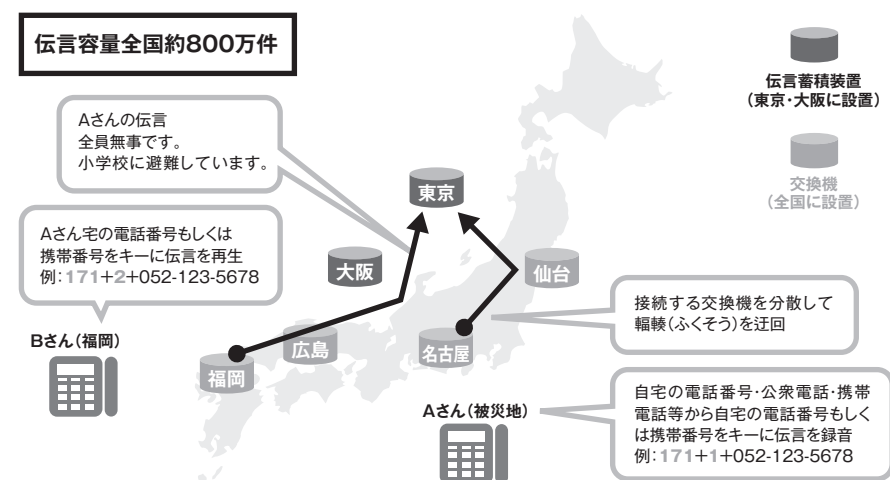 伝言容量全国約800万件
伝言蓄積装置
(東京・大阪に設置)
交換機
(全国に設置)
Aさんの伝言
全員無事です。
小学校に避難しています。
東京
Aさん宅の電話番号もしくは
携帯番号をキーに伝言を再生
例:171+2+052-123-5678
大阪
仙台
接続する交換機を分散して
輻輳(ふくそう)を迂回
Bさん(福岡)
広島
名古屋
福岡
Aさん(被災地)
自宅の電話番号・公衆電話・携帯
電話等から自宅の電話番号もしく
は携帯番号をキーに伝言を録音
例:171+1+052-123-5678